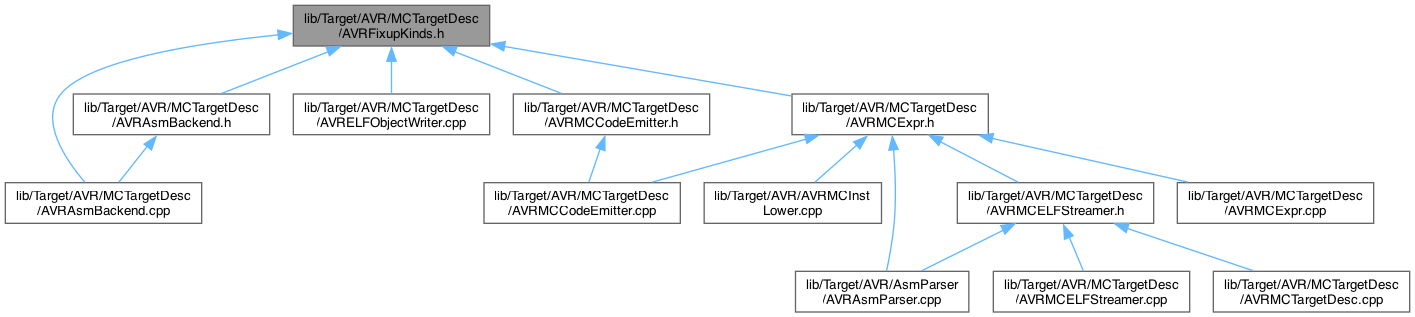 lib/Target/AVR/MCTargetDesc
/AVRFixupKinds.h
lib/Target/AVR/MCTargetDesc
/AVRAsmBackend.h
lib/Target/AVR/MCTargetDesc
/AVRELFObjectWriter.cpp
lib/Target/AVR/MCTargetDesc
/AVRMCCodeEmitter.h
lib/Target/AVR/MCTargetDesc
/AVRMCExpr.h
lib/Target/AVR/MCTargetDesc
/AVRAsmBackend.cpp
lib/Target/AVR/MCTargetDesc
/AVRMCCodeEmitter.cpp
lib/Target/AVR/AVRMCInst
Lower.cpp
lib/Target/AVR/MCTargetDesc
/AVRMCELFStreamer.h
lib/Target/AVR/MCTargetDesc
/AVRMCExpr.cpp
lib/Target/AVR/AsmParser
/AVRAsmParser.cpp
lib/Target/AVR/MCTargetDesc
/AVRMCELFStreamer.cpp
lib/Target/AVR/MCTargetDesc
/AVRMCTargetDesc.cpp